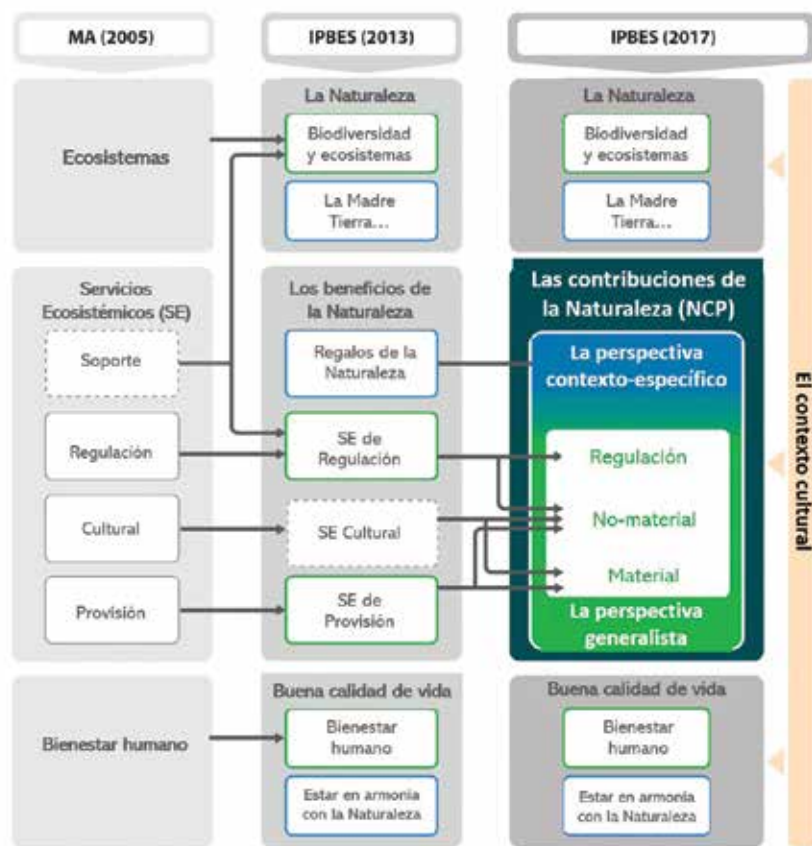 MA (2005)
IPBES (2013)
IPBES (2017)
Ecosistemas
Servicios
Ecosistémicos (SE)
Soporte
Regulación
Cultural
Provisión
Bienestar humano
La Naturaleza
Biodiversidad
y ecosistemas
La Madre
Tierra...
Los beneficios de
la Naturaleza
Regalos de la
Naturaleza
SE de
Regulación
SE Cultural
SE de
Provisión
Buena calidad de vida
Bienestar
humano
Estar en armonía
con la Naturaleza
La Naturaleza
Biodiversidad
y ecosistemas
La Madre
Tierra...
Las contribuciones de
la Naturaleza (NCP)
La perspectiva
contexto-específico
Regulación
No-material
Material
La perspectiva
generalista
Buena calidad de vida
Bienestar
humano
Estar en armonía
con la Naturaleza
El contexto cultural